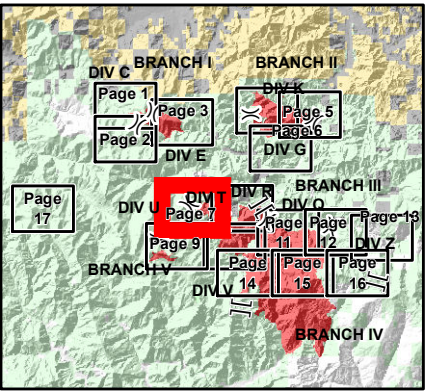 BRANCH I
BRANCH II
DIV C
DIV K
Page 1
Page 3
Page 5
Page 6
Page 2
DIV E
DIV G
BRANCH III
Page
17
DIV T
DIV R
DIV U
Page 7
DIV O
Page 13
Page
11
Page
12
Page 9
DIV Z
BRANCH V
Page
14
Page
15
Page
16
DIV V
BRANCH IV